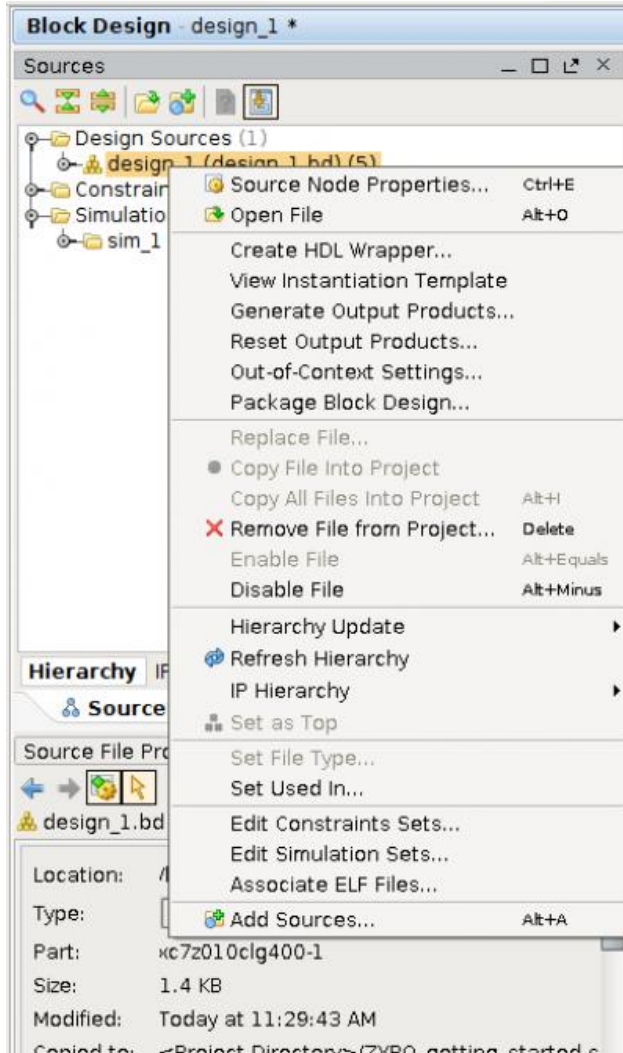 Block Design - design_1 *
Sources
Design Sources (1)
design_1 (design_1.bd) (5)
Constrain
Simulatio
sim_1
Source Node Properties... Ctrl+E
Open File Alt+O
Create HDL Wrapper...
View Instantiation Template
Generate Output Products...
Reset Output Products...
Out-of-Context Settings...
Package Block Design...
Replace File...
Copy File Into Project
Copy All Files Into Project Alt+I
Remove File from Project... Delete
Enable File Alt+Equals
Disable File Alt+Minus
Hierarchy Update
Refresh Hierarchy
IP Hierarchy
Set as Top
Set File Type...
Set Used In...
Edit Constraints Sets...
Edit Simulation Sets...
Associate ELF Files...
Add Sources... Alt+A
Hierarchy IP
Source
Source File Pro
design_1.bd
Location: /
Type:
Part: xc7z010clg400-1
Size: 1.4 KB
Modified: Today at 11:29:43 AM
Copied to: <Project Directory>/ZYBO_getting_started.s